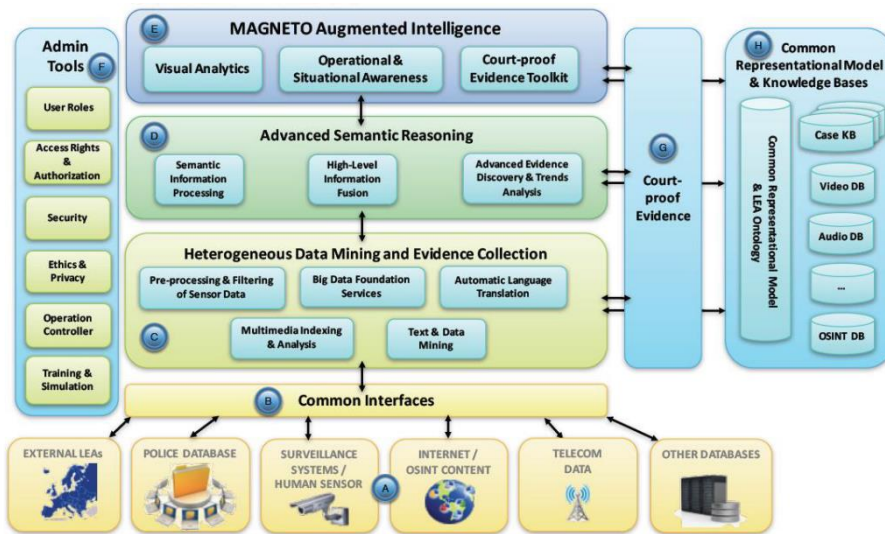 Admin
Tools
F
User Roles
Access Rights
&
Authorization
Security
Ethics &
Privacy
Operation
Controller
Training &
Simulation
E
MAGNETO Augmented Intelligence
Visual Analytics
Operational &
Situational Awareness
Court-proof
Evidence Toolkit
D
Advanced Semantic Reasoning
Semantic
Information
Processing
High-Level
Information
Fusion
Advanced Evidence
Discovery & Trends
Analysis
Heterogeneous Data Mining and Evidence Collection
Pre-processing & Filtering
of Sensor Data
Big Data Foundation
Services
Automatic Language
Translation
C
Multimedia Indexing
& Analysis
Text & Data
Mining
B
Common Interfaces
G
Court-
proof
Evidence
H
Common
Representational Model
& Knowledge Bases
Common Representational Model
& LEA Ontology
Case KB
Video DB
Audio DB
...
OSINT DB
EXTERNAL LEAs
POLICE DATABASE
SURVEILLANCE
SYSTEMS /
HUMAN SENSOR
A
INTERNET /
OSINT CONTENT
TELECOM
DATA
OTHER DATABASES